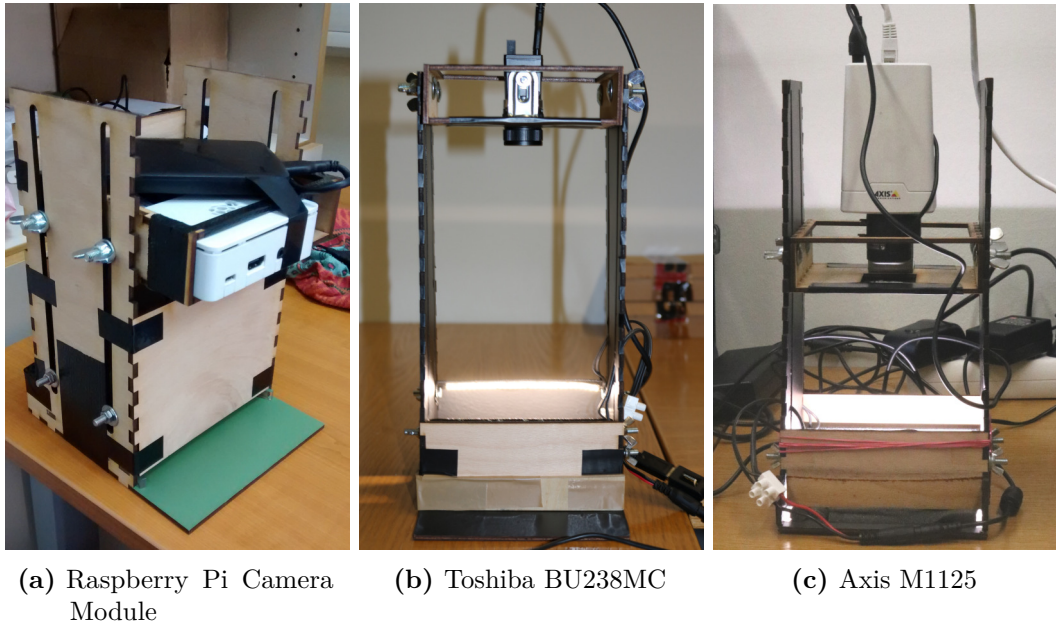 AXIS
(a) Raspberry Pi Camera
Module
(b) Toshiba BU238MC
(c) Axis M1125